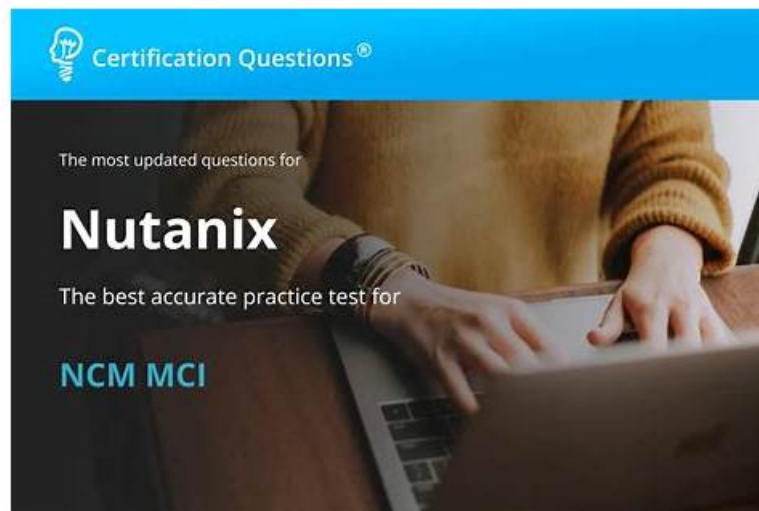 Certification Questions®
The most updated questions for
Nutanix
The best accurate practice test for
NCM MCI